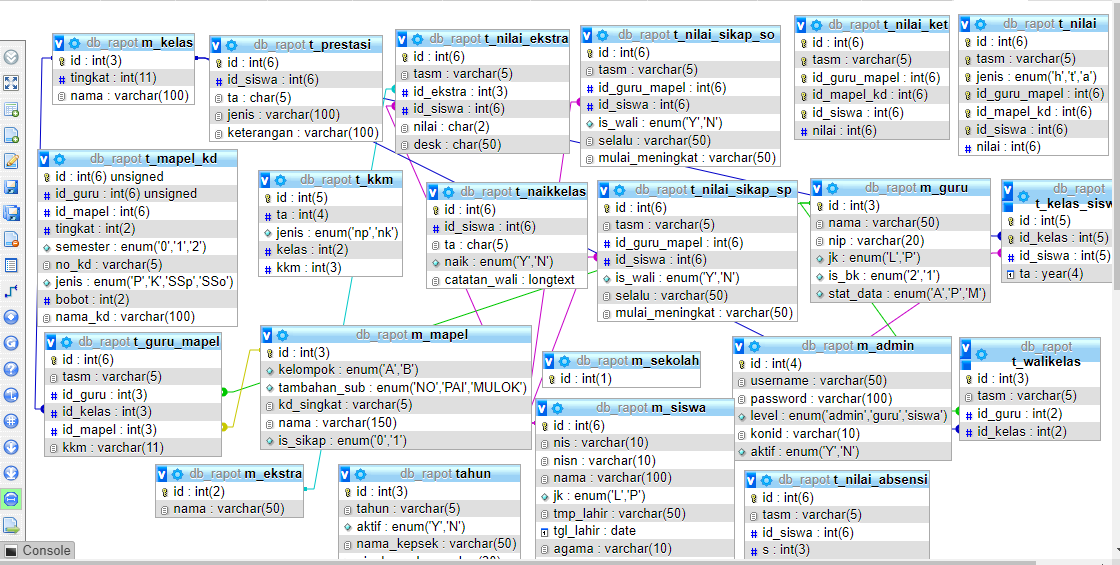 db_rapot m_kelas
id : int(3)
tingkat : int(11)
nama : varchar(100)
db_rapot t_prestasi
id : int(6)
id_siswa : int(6)
ta : char(5)
jenis : varchar(100)
keterangan : varchar(100)
db_rapot t_nilai_ekstra
id : int(6)
tasm : varchar(5)
id_ekstra : int(3)
id_siswa : int(6)
nilai : char(2)
desk : char(50)
db_rapot t_nilai_sikap_so
id : int(6)
tasm : varchar(5)
id_guru_mapel : int(6)
id_siswa : int(6)
is_wali : enum('Y','N')
selalu : varchar(50)
mulai_meningkat : varchar(50)
db_rapot t_nilai_ket
id : int(6)
tasm : varchar(5)
id_guru_mapel : int(6)
id_mapel_kd : int(6)
id_siswa : int(6)
nilai : int(6)
db_rapot t_nilai
id : int(6)
tasm : varchar(5)
jenis : enum('h','t','a')
id_guru_mapel : int(6)
id_mapel_kd : int(6)
id_siswa : int(6)
nilai : int(6)
db_rapot t_mapel_kd
id : int(6) unsigned
id_guru : int(6) unsigned
id_mapel : int(6)
tingkat : int(2)
semester : enum('0','1','2')
no_kd : varchar(5)
jenis : enum('P','K','SSp','SSo')
bobot : int(2)
nama_kd : varchar(100)
db_rapot t_kkm
id : int(5)
ta : int(4)
jenis : enum('np','nk')
kelas : int(2)
kkm : int(3)
db_rapot t_naikkelas
id : int(6)
id_siswa : int(6)
ta : char(5)
naik : enum('Y','N')
catatan_wali : longtext
db_rapot t_nilai_sikap_sp
id : int(6)
tasm : varchar(5)
id_guru_mapel : int(6)
id_siswa : int(6)
is_wali : enum('Y','N')
selalu : varchar(50)
mulai_meningkat : varchar(50)
db_rapot m_guru
id : int(3)
nama : varchar(50)
nip : varchar(20)
jk : enum('L','P')
is_bk : enum('2','1')
stat_data : enum('A','P','M')
db_rapot
t_kelas_sisw
id : int(5)
id_kelas : int(5)
id_siswa : int(5)
ta : year(4)
db_rapot t_guru_mapel
id : int(6)
tasm : varchar(5)
id_guru : int(3)
id_kelas : int(3)
id_mapel : int(3)
kkm : varchar(11)
db_rapot m_mapel
id : int(3)
kelompok : enum('A','B')
tambahan_sub : enum('NO','PAI','MULOK')
kd_singkat : varchar(5)
nama : varchar(150)
is_sikap : enum('0','1')
db_rapot m_sekolah
id : int(1)
db_rapot m_admin
id : int(4)
username : varchar(50)
password : varchar(100)
level : enum('admin','guru','siswa')
konid : varchar(10)
aktif : enum('Y','N')
db_rapot
t_walikelas
id : int(3)
tasm : varchar(5)
id_guru : int(2)
id_kelas : int(2)
db_rapot m_siswa
id : int(6)
nis : varchar(10)
nisn : varchar(10)
nama : varchar(100)
jk : enum('L','P')
tmp_lahir : varchar(50)
tgl_lahir : date
agama : varchar(10)
db_rapot m_ekstra
id : int(2)
nama : varchar(50)
db_rapot tahun
id : int(3)
tahun : varchar(5)
aktif : enum('Y','N')
nama_kepsek : varchar(50)
db_rapot t_nilai_absensi
id : int(6)
tasm : varchar(5)
id_siswa : int(6)
s : int(3)
Console